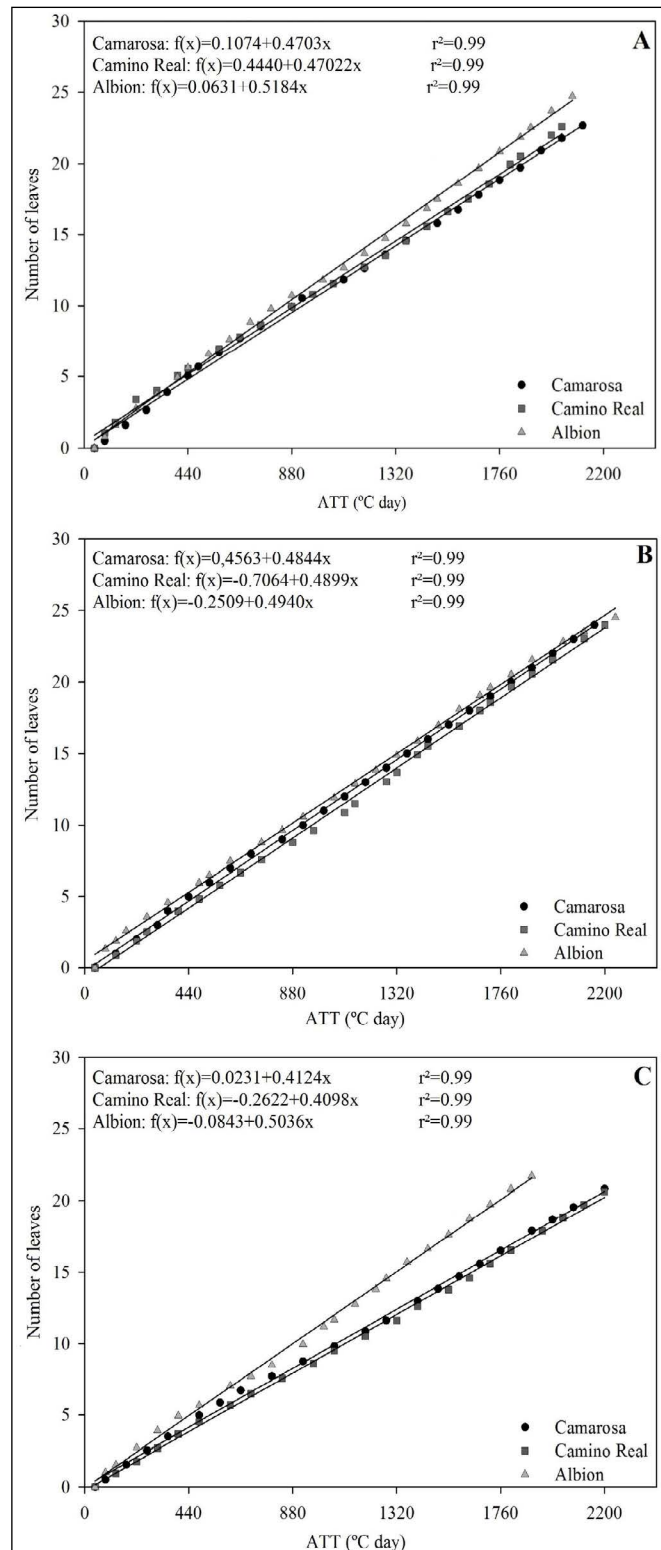 A
Camarosa: f(x)=0.1074+0.4703x r²=0.99
Camino Real: f(x)=0.4440+0.47022x r²=0.99
Albion: f(x)=0.0631+0.5184x r²=0.99
30
25
20
15
10
5
0
Number of leaves
Camarosa
Camino Real
Albion
0 440 880 1320 1760 2200
ATT (ºC day)
B
Camarosa: f(x)=0,4563+0.4844x r²=0.99
Camino Real: f(x)=-0.7064+0.4899x r²=0.99
Albion: f(x)=-0.2509+0.4940x r²=0.99
30
25
20
15
10
5
0
Number of leaves
Camarosa
Camino Real
Albion
0 440 880 1320 1760 2200
ATT (ºC day)
C
Camarosa: f(x)=0.0231+0.4124x r²=0.99
Camino Real: f(x)=-0.2622+0.4098x r²=0.99
Albion: f(x)=-0.0843+0.5036x r²=0.99
30
25
20
15
10
5
0
Number of leaves
Camarosa
Camino Real
Albion
0 440 880 1320 1760 2200
ATT (ºC day)